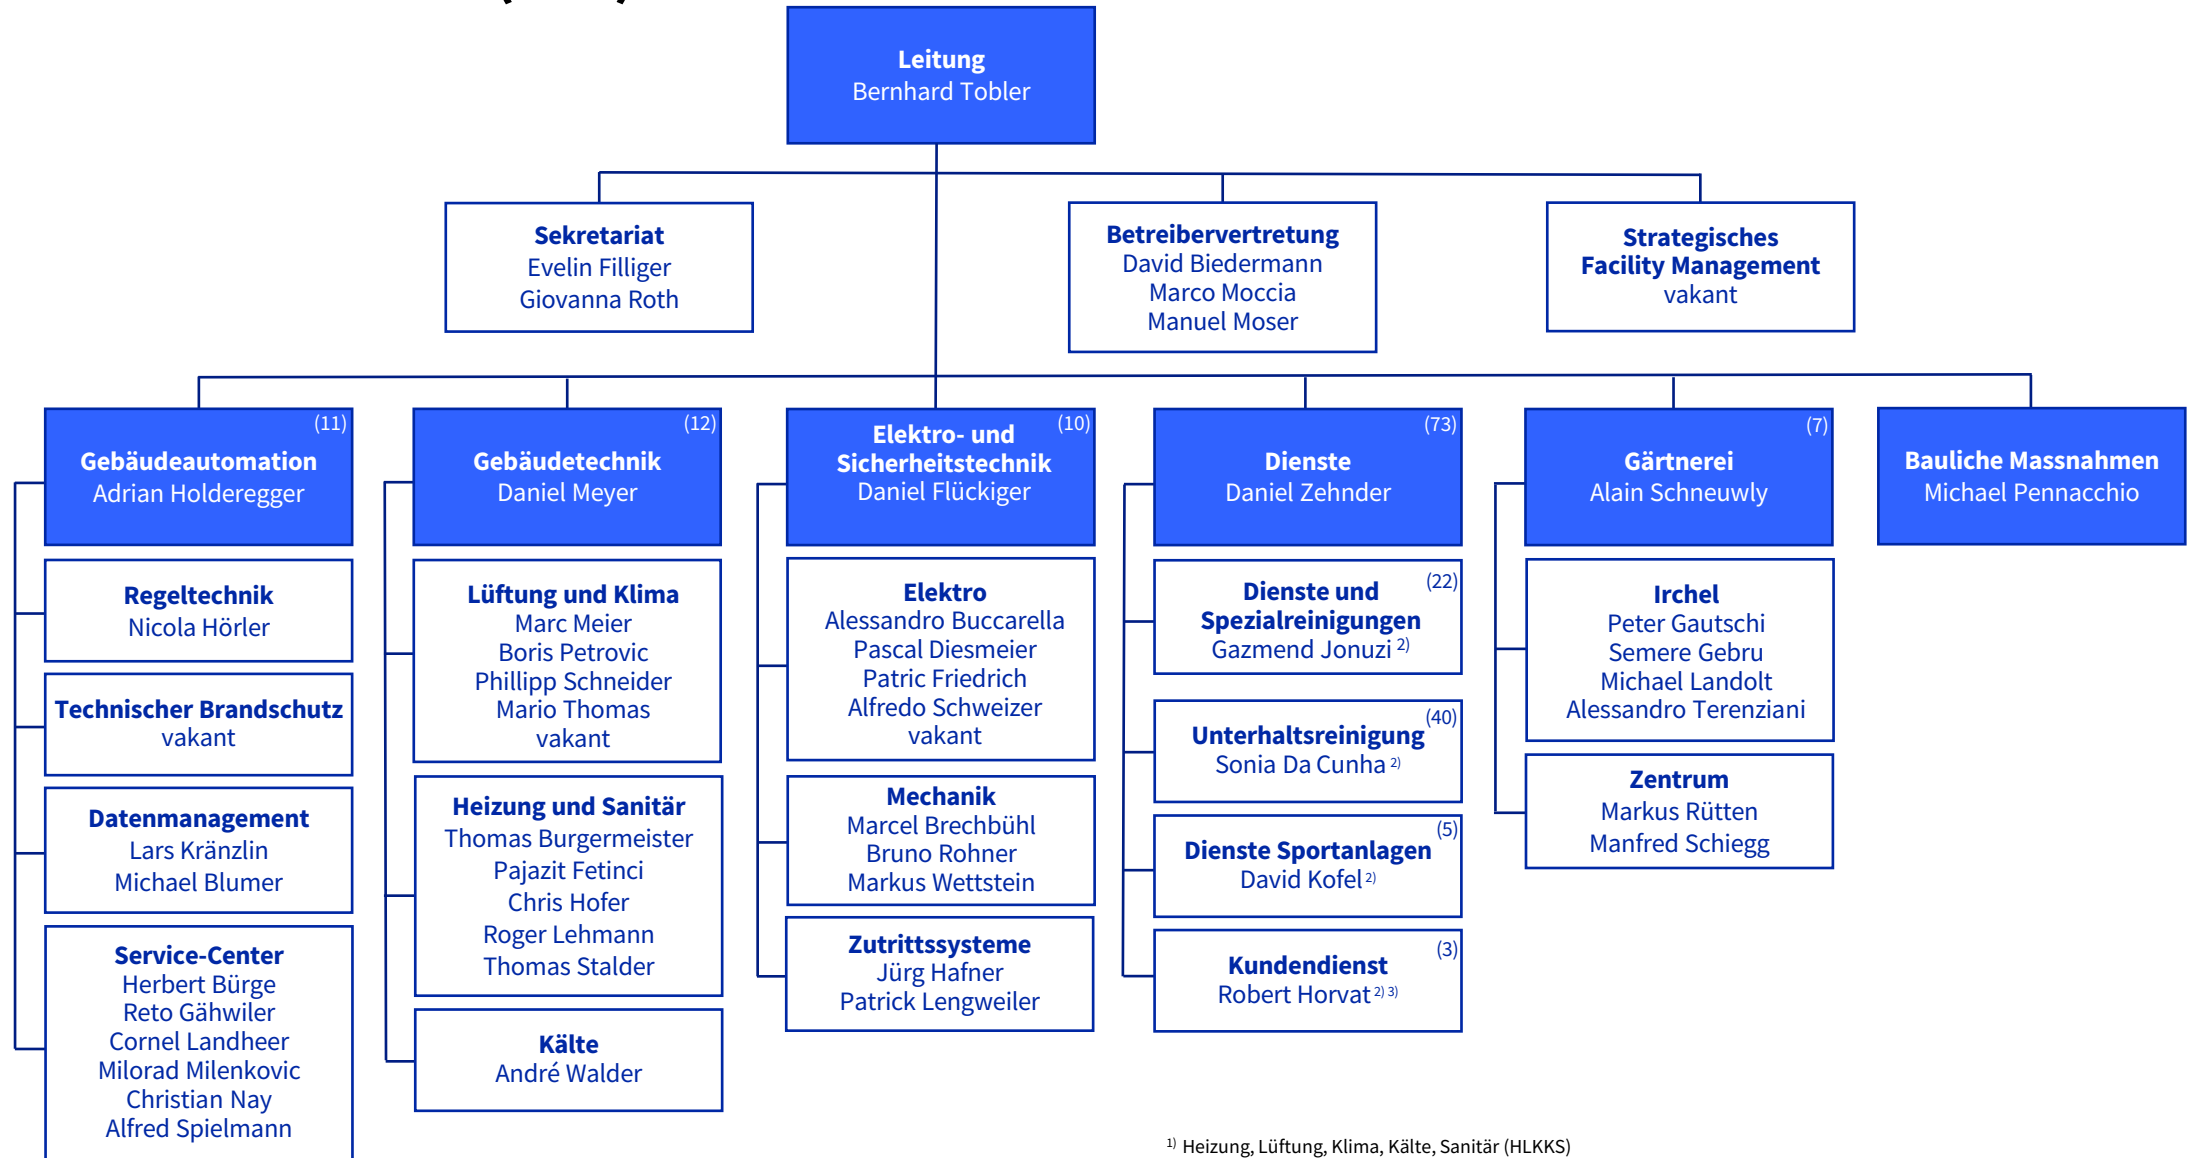 Leitung
Bernhard Tobler
Sekretariat
Evelin Filliger
Giovanna Roth
Betreibervertretung
David Biedermann
Marco Moccia
Manuel Moser
Strategisches
Facility Management
vakant
(11)
Gebäudeautomation
Adrian Holderegger
Regeltechnik
Nicola Hörler
Technischer Brandschutz
vakant
Datenmanagement
Lars Kränzlin
Michael Blumer
Service-Center
Herbert Bürge
Reto Gähwiler
Cornel Landheer
Milorad Milenkovic
Christian Nay
Alfred Spielmann
(12)
Gebäudetechnik
Daniel Meyer
Lüftung und Klima
Marc Meier
Boris Petrovic
Phillipp Schneider
Mario Thomas
vakant
Heizung und Sanitär
Thomas Burgermeister
Pajazit Fetinci
Chris Hofer
Roger Lehmann
Thomas Stalder
Kälte
André Walder
(10)
Elektro- und
Sicherheitstechnik
Daniel Flückiger
Elektro
Alessandro Buccarella
Pascal Diesmeier
Patric Friedrich
Alfredo Schweizer
vakant
Mechanik
Marcel Brechbühl
Bruno Rohner
Markus Wettstein
Zutrittssysteme
Jürg Hafner
Patrick Lengweiler
(73)
Dienste
Daniel Zehnder
(22)
Dienste und
Spezialreinigungen
Gazmend Jonuzi 2)
(40)
Unterhaltsreinigung
Sonia Da Cunha 2)
(5)
Dienste Sportanlagen
David Kofel 2)
(3)
Kundendienst
Robert Horvat 2) 3)
(7)
Gärtnerei
Alain Schneuwly
Irchel
Peter Gautschi
Semere Gebru
Michael Landolt
Alessandro Terenziani
Zentrum
Markus Rütten
Manfred Schiegg
Bauliche Massnahmen
Michael Pennacchio
1) Heizung, Lüftung, Klima, Kälte, Sanitär (HLKKS)